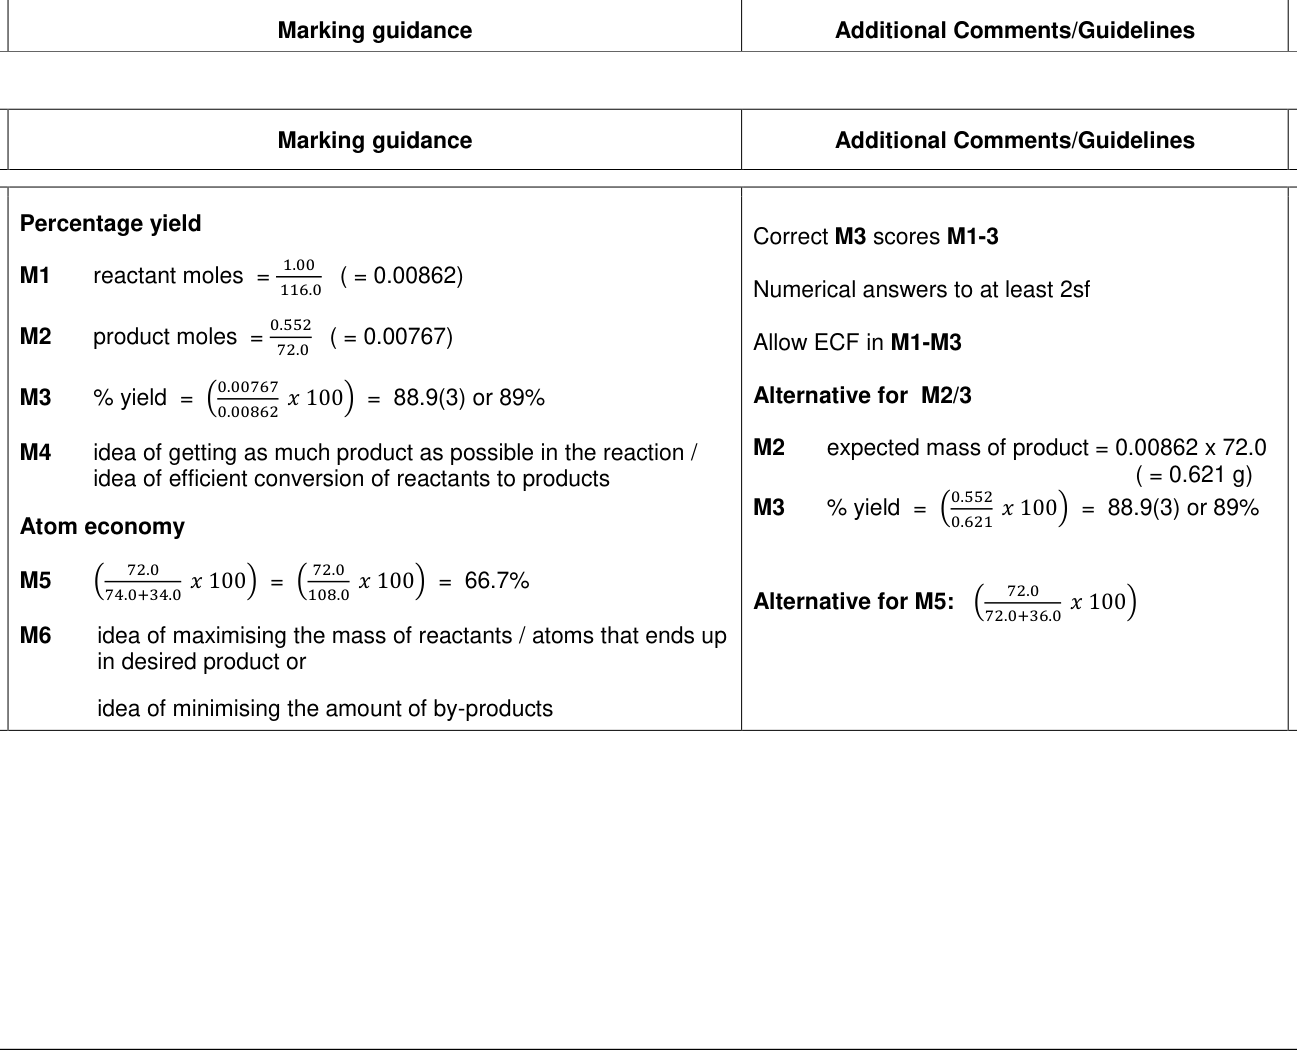 Marking guidance Additional Comments/Guidelines
Marking guidance Additional Comments/Guidelines
Percentage yield
M1 reactant moles = 1.00/116.0 ( = 0.00862)
M2 product moles = 0.552/72.0 ( = 0.00767)
M3 % yield = (0.00767/0.00862 x 100) = 88.9(3) or 89%
M4 idea of getting as much product as possible in the reaction /
idea of efficient conversion of reactants to products
Atom economy
M5 (72.0/74.0+34.0 x 100) = (72.0/108.0 x 100) = 66.7%
M6 idea of maximising the mass of reactants / atoms that ends up
in desired product or
idea of minimising the amount of by-products
Correct M3 scores M1-3
Numerical answers to at least 2sf
Allow ECF in M1-M3
Alternative for M2/3
M2 expected mass of product = 0.00862 x 72.0
( = 0.621 g)
M3 % yield = (0.552/0.621 x 100) = 88.9(3) or 89%
Alternative for M5: (72.0/72.0+36.0 x 100)